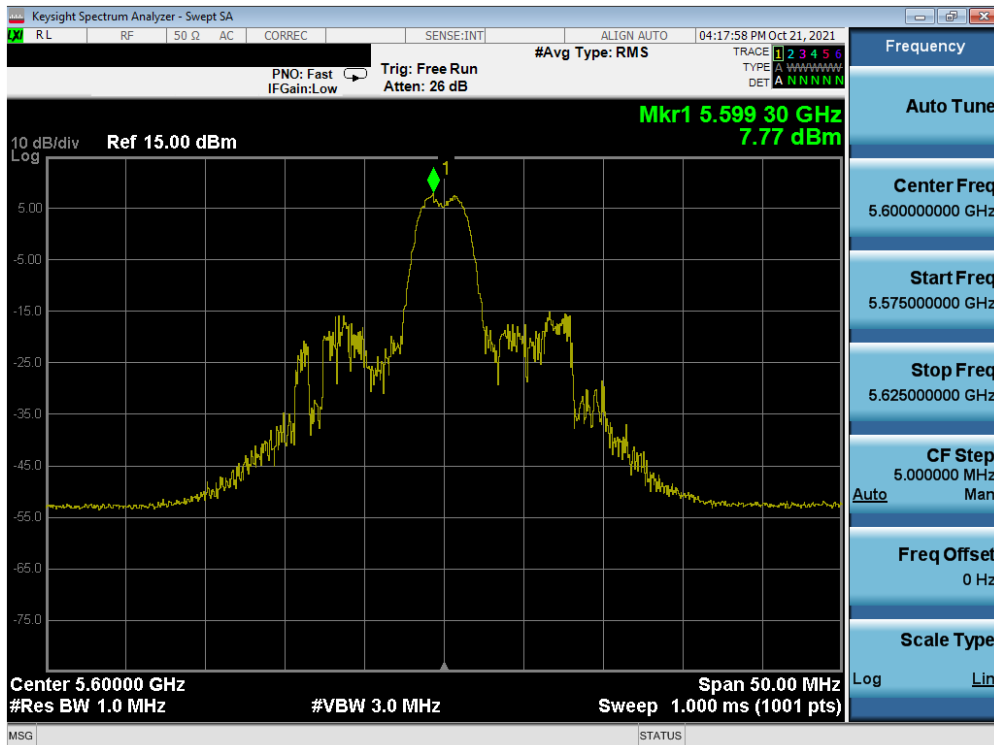 Keysight Spectrum Analyzer - Swept SA
LXI RL RF 50 Ω AC CORREC SENSE:INT ALIGN AUTO 04:17:58 PM Oct 21, 2021
#Avg Type: RMS
TRACE 1 2 3 4 5 6
TYPE A WWWWW
DET A N N N N N
PNO: Fast
IFGain:Low
Trig: Free Run
Atten: 26 dB
Mkr1 5.599 30 GHz
7.77 dBm
10 dB/div
Log
Ref 15.00 dBm
1
5.00
-5.00
-15.0
-25.0
-35.0
-45.0
-55.0
-65.0
-75.0
Center 5.60000 GHz
Span 50.00 MHz
#Res BW 1.0 MHz
#VBW 3.0 MHz
Sweep 1.000 ms (1001 pts)
MSG
STATUS
Frequency
Auto Tune
Center Freq
5.600000000 GHz
Start Freq
5.575000000 GHz
Stop Freq
5.625000000 GHz
CF Step
5.000000 MHz
Auto Man
Freq Offset
0 Hz
Scale Type
Log Lin